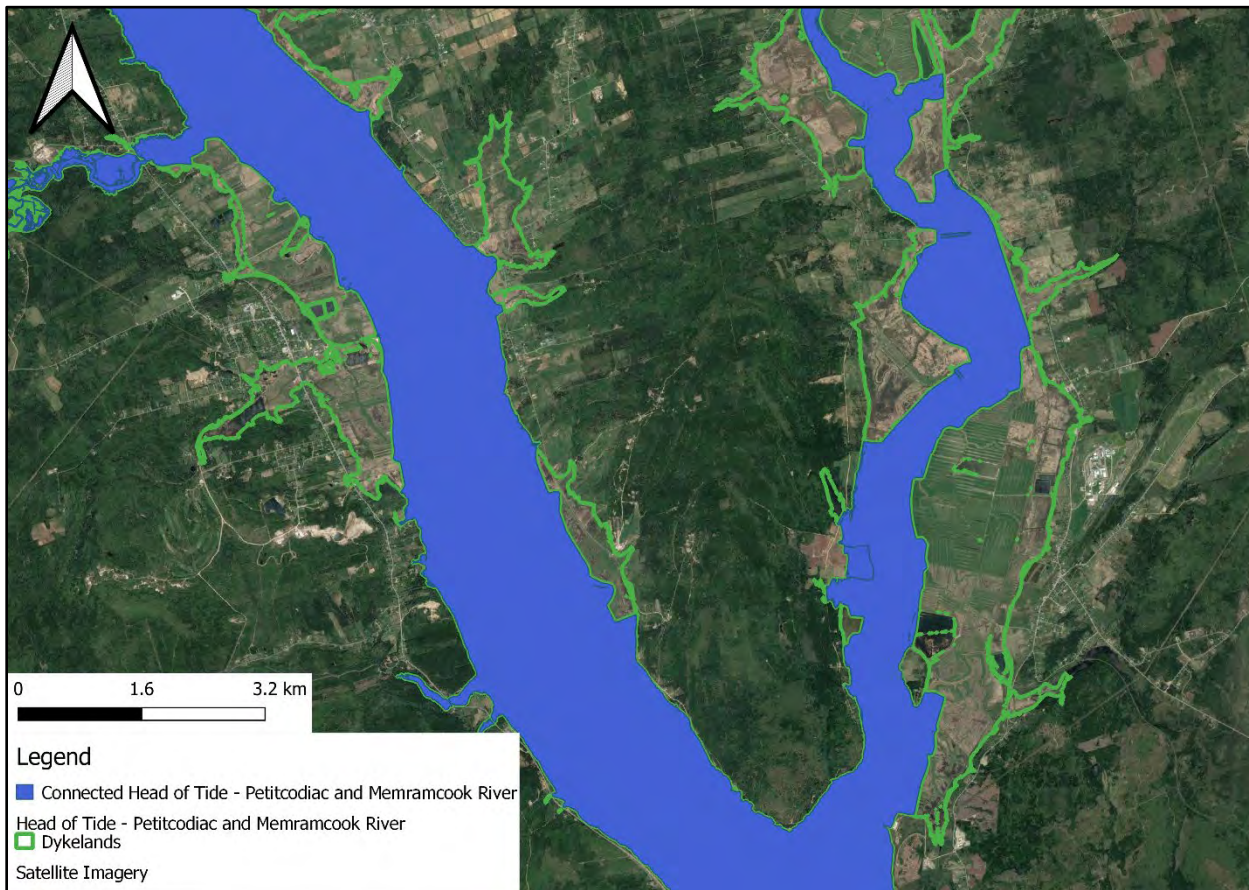 0 1.6 3.2 km
Legend
Connected Head of Tide - Petitcodiac and Memramcook River
Head of Tide - Petitcodiac and Memramcook River
Dykelands
Satellite Imagery